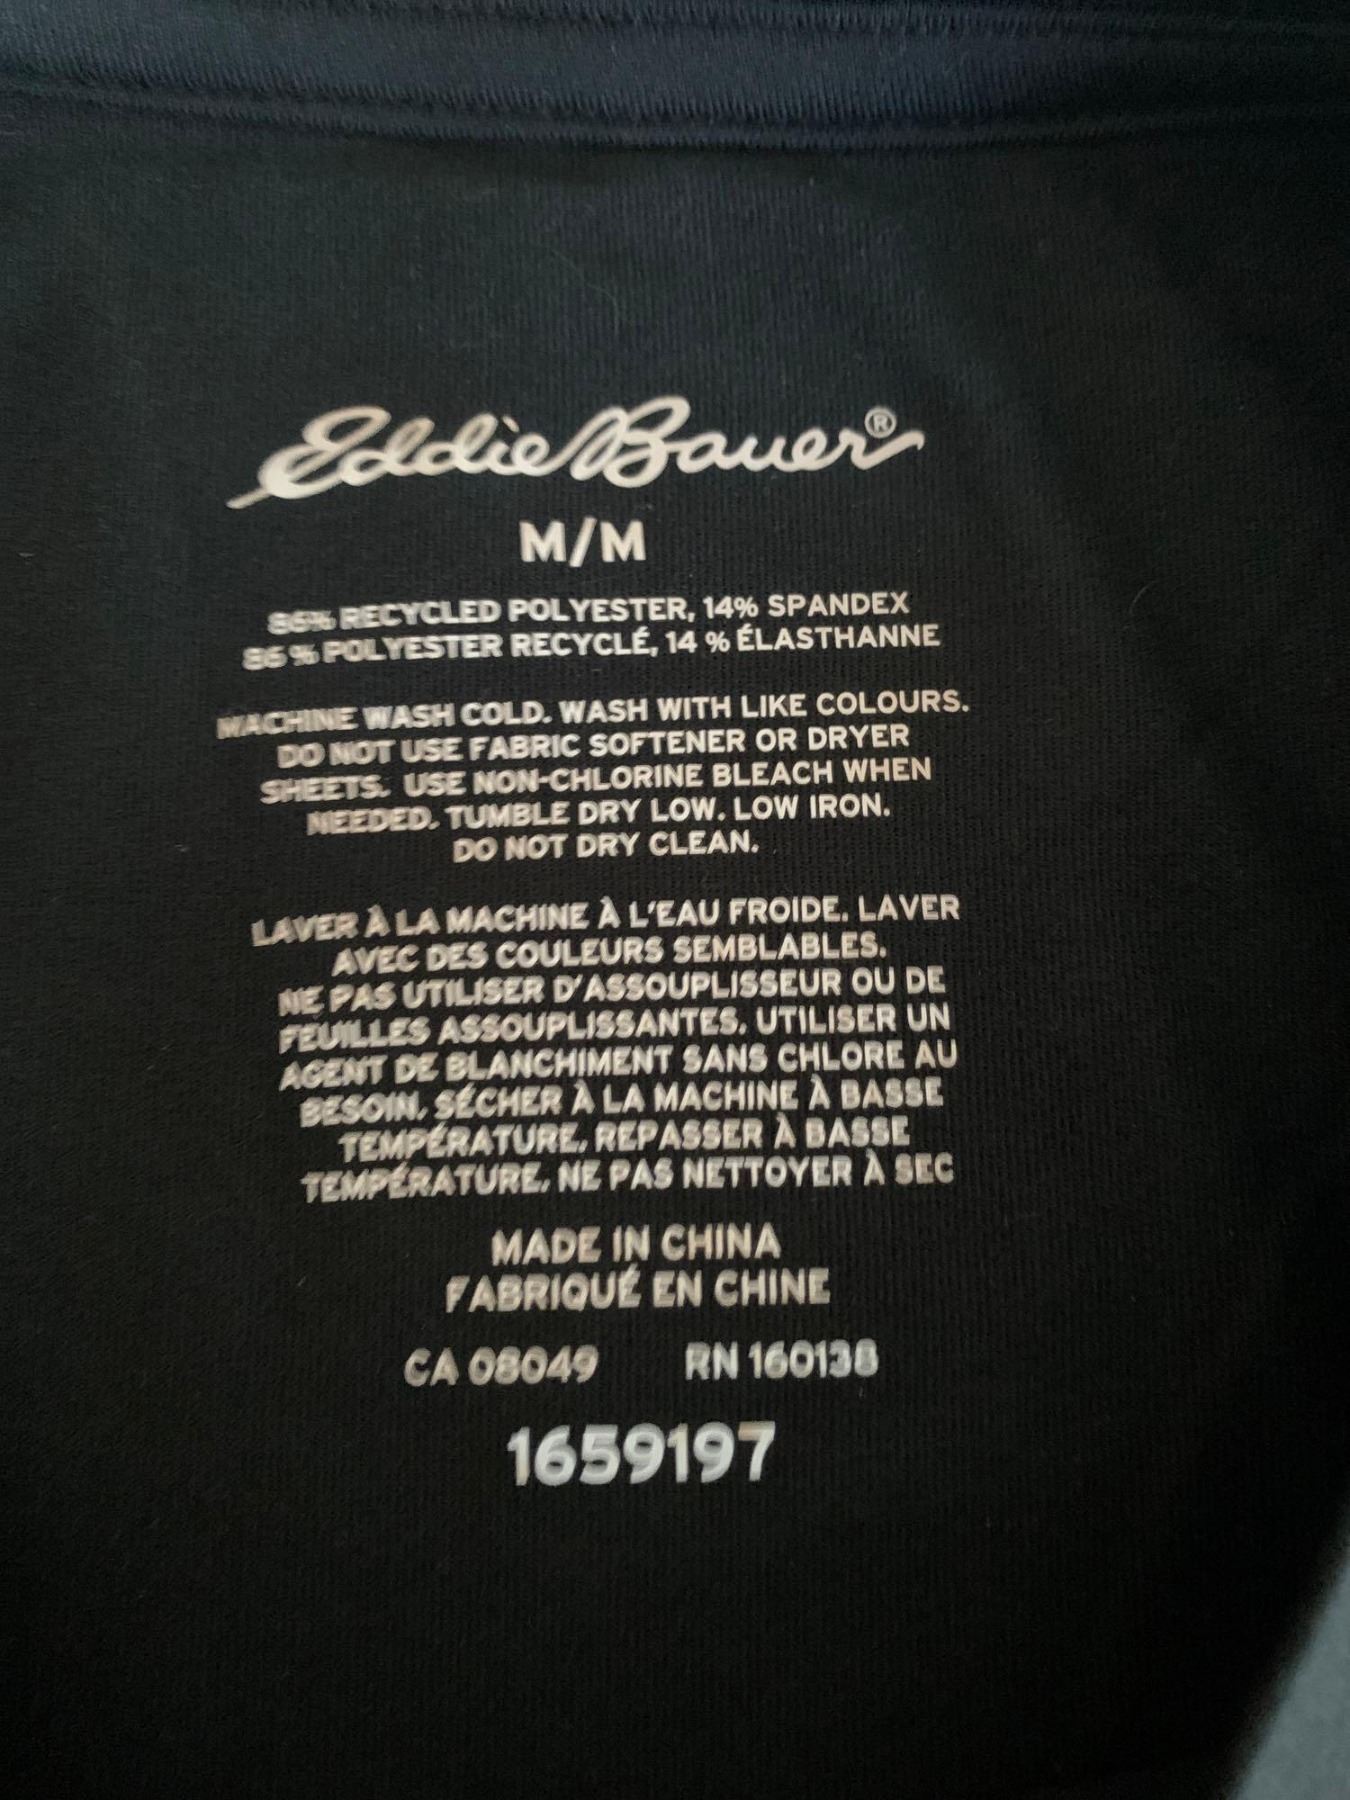 Eddie Bauer®
M/M
86% RECYCLED POLYESTER, 14% SPANDEX
86 % POLYESTER RECYCLÉ, 14 % ÉLASTHANNE
MACHINE WASH COLD. WASH WITH LIKE COLOURS.
DO NOT USE FABRIC SOFTENER OR DRYER
SHEETS. USE NON-CHLORINE BLEACH WHEN
NEEDED. TUMBLE DRY LOW. LOW IRON.
DO NOT DRY CLEAN.
LAVER À LA MACHINE À L'EAU FROIDE. LAVER
AVEC DES COULEURS SEMBLABLES.
NE PAS UTILISER D'ASSOUPLISSEUR OU DE
FEUILLES ASSOUPLISSANTES. UTILISER UN
AGENT DE BLANCHIMENT SANS CHLORE AU
BESOIN. SÉCHER À LA MACHINE À BASSE
TEMPÉRATURE. REPASSER À BASSE
TEMPÉRATURE. NE PAS NETTOYER À SEC
MADE IN CHINA
FABRIQUÉ EN CHINE
CA 08049 RN 160138
1659197